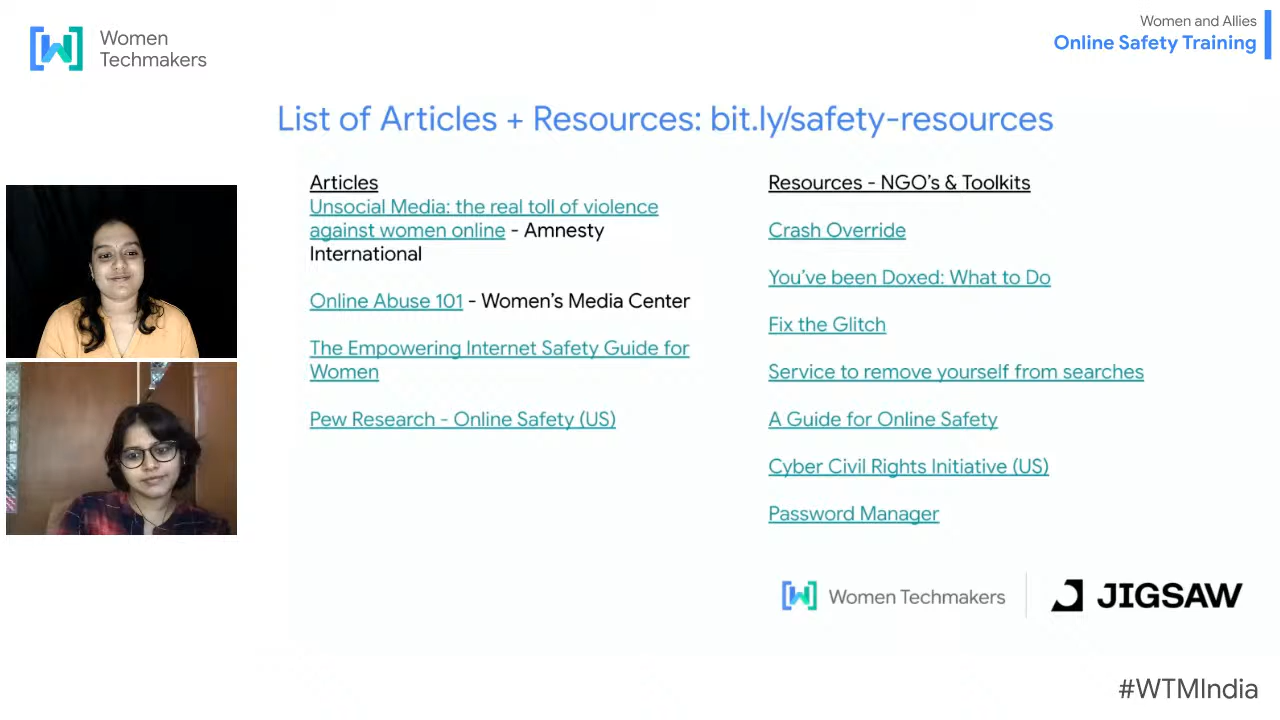 Women
Techmakers
Women and Allies
Online Safety Training
List of Articles + Resources: bit.ly/safety-resources
Articles
Unsocial Media: the real toll of violence
against women online - Amnesty
International
Online Abuse 101 - Women's Media Center
The Empowering Internet Safety Guide for
Women
Pew Research - Online Safety (US)
Resources - NGO's & Toolkits
Crash Override
You've been Doxed: What to Do
Fix the Glitch
Service to remove yourself from searches
A Guide for Online Safety
Cyber Civil Rights Initiative (US)
Password Manager
Women Techmakers
JIGSAW
#WTMIndia